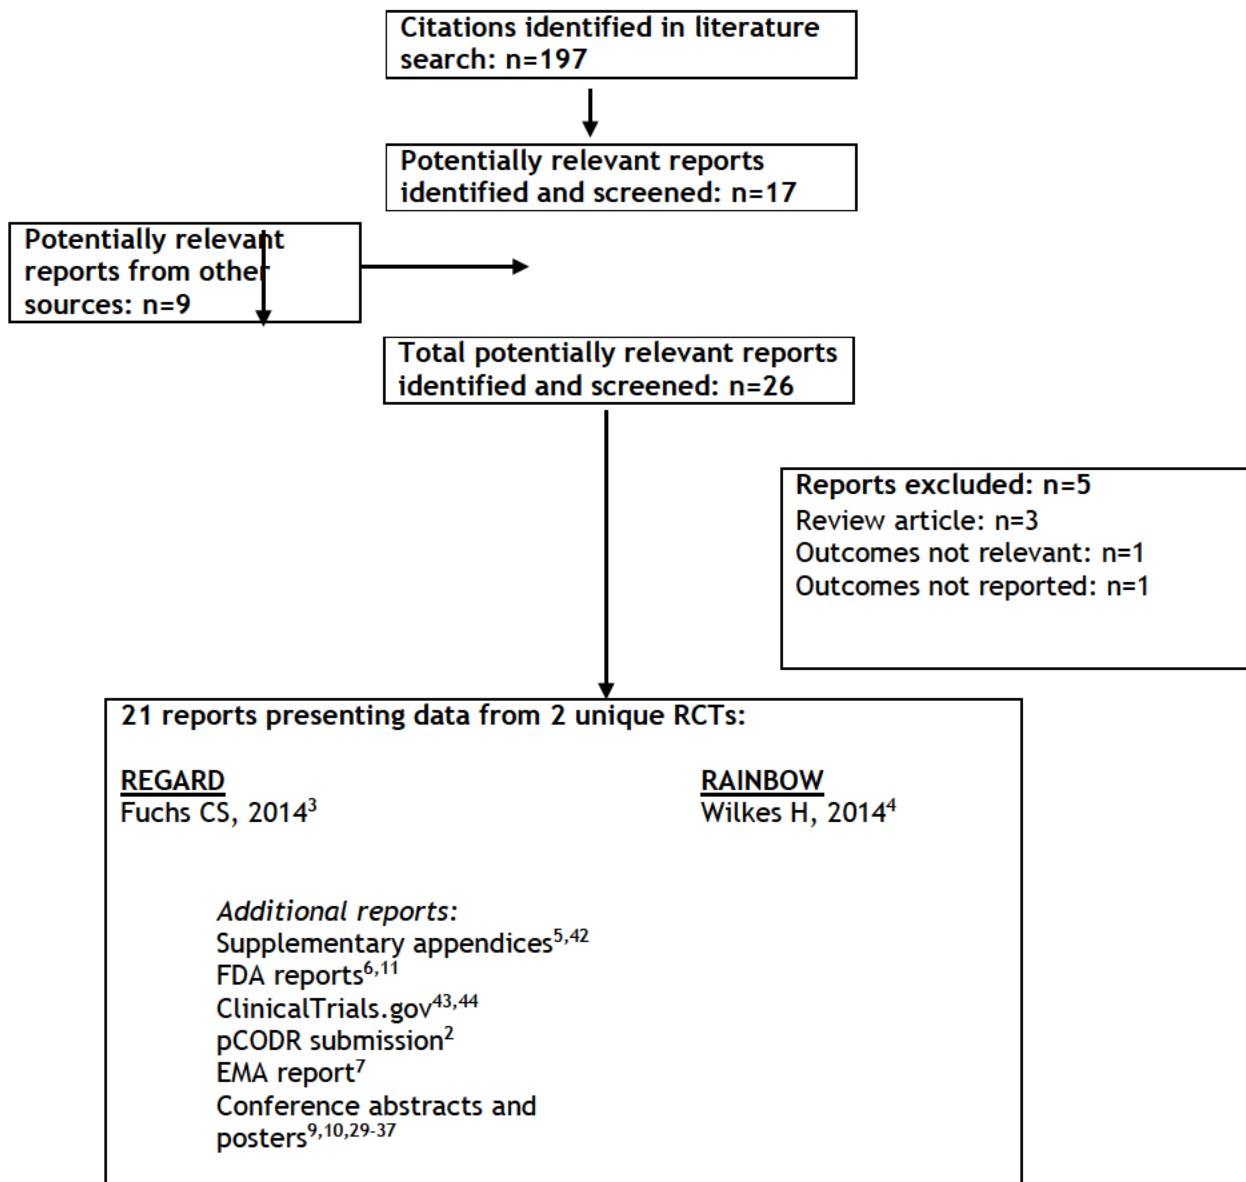 Citations identified in literature
search: n=197
Potentially relevant reports
identified and screened: n=17
Potentially relevant
reports from other
sources: n=9
Total potentially relevant reports
identified and screened: n=26
Reports excluded: n=5
Review article: n=3
Outcomes not relevant: n=1
Outcomes not reported: n=1
21 reports presenting data from 2 unique RCTs:
REGARD
Fuchs CS, 2014³
RAINBOW
Wilkes H, 2014⁴
Additional reports:
Supplementary appendices⁵,⁴²
FDA reports⁶,¹¹
ClinicalTrials.gov⁴³,⁴⁴
pCODR submission²
EMA report⁷
Conference abstracts and
posters⁹,¹⁰,²⁹⁻³⁷